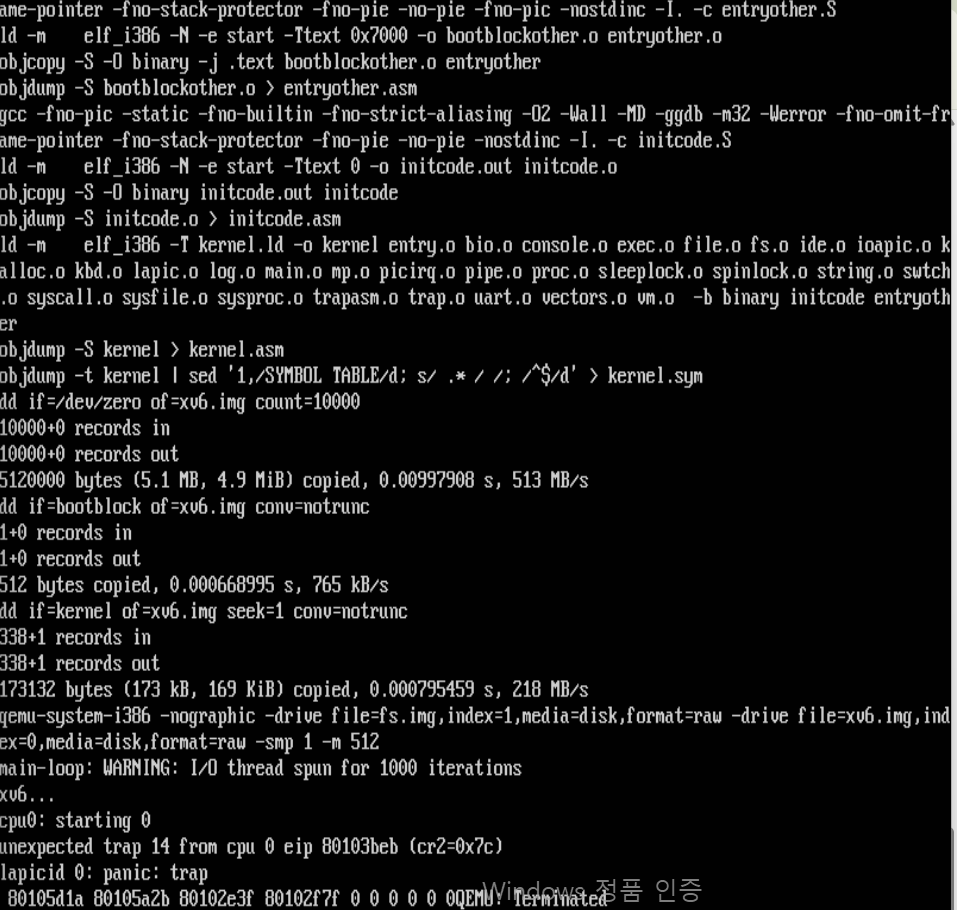 ame-pointer -fno-stack-protector -fno-pie -no-pie -fno-pic -nostdinc -I. -c entryother.S
ld -m    elf_i386 -N -e start -Ttext 0x7000 -o bootblockother.o entryother.o
objcopy -S -O binary -j .text bootblockother.o entryother
objdump -S bootblockother.o > entryother.asm
gcc -fno-pic -static -fno-builtin -fno-strict-aliasing -O2 -Wall -MD -ggdb -m32 -Werror -fno-omit-fr
ame-pointer -fno-stack-protector -fno-pie -no-pie -nostdinc -I. -c initcode.S
ld -m    elf_i386 -N -e start -Ttext 0 -o initcode.out initcode.o
objcopy -S -O binary initcode.out initcode
objdump -S initcode.o > initcode.asm
ld -m    elf_i386 -T kernel.ld -o kernel entry.o bio.o console.o exec.o file.o fs.o ide.o ioapic.o k
alloc.o kbd.o lapic.o log.o main.o mp.o picirq.o pipe.o proc.o sleeplock.o spinlock.o string.o swtch
.o syscall.o sysfile.o sysproc.o trapasm.o trap.o uart.o vectors.o vm.o  -b binary initcode entryoth
er
objdump -S kernel > kernel.asm
objdump -t kernel | sed '1,/SYMBOL TABLE/d; s/ .* / /; /^$/d' > kernel.sym
dd if=/dev/zero of=xv6.img count=10000
10000+0 records in
10000+0 records out
5120000 bytes (5.1 MB, 4.9 MiB) copied, 0.00997908 s, 513 MB/s
dd if=bootblock of=xv6.img conv=notrunc
1+0 records in
1+0 records out
512 bytes copied, 0.000668995 s, 765 kB/s
dd if=kernel of=xv6.img seek=1 conv=notrunc
338+1 records in
338+1 records out
173132 bytes (173 kB, 169 KiB) copied, 0.000795459 s, 218 MB/s
qemu-system-i386 -nographic -drive file=fs.img,index=1,media=disk,format=raw -drive file=xv6.img,ind
ex=0,media=disk,format=raw -smp 1 -m 512
main-loop: WARNING: I/O thread spun for 1000 iterations
xv6...
cpu0: starting 0
unexpected trap 14 from cpu 0 eip 80103beb (cr2=0x7c)
lapicid 0: panic: trap
 80105d1a 80105a2b 80102e3f 80102f7f 0 0 0 0 0 0QEMU: Terminated
Windows 정품 인증